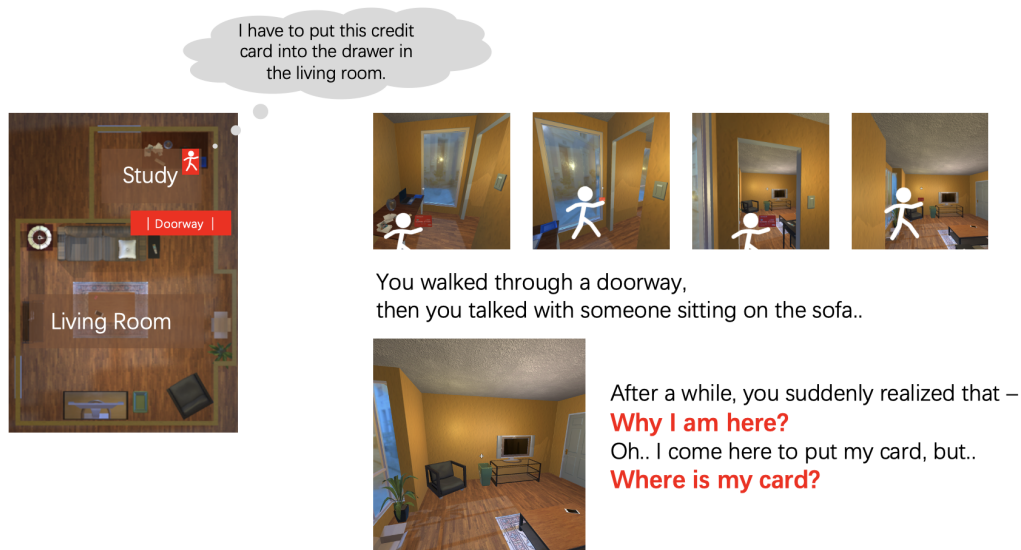 I have to put this credit
card into the drawer in
the living room.
Study
| Doorway |
Living Room
You walked through a doorway,
then you talked with someone sitting on the sofa..
After a while, you suddenly realized that –
Why I am here?
Oh.. I come here to put my card, but..
Where is my card?